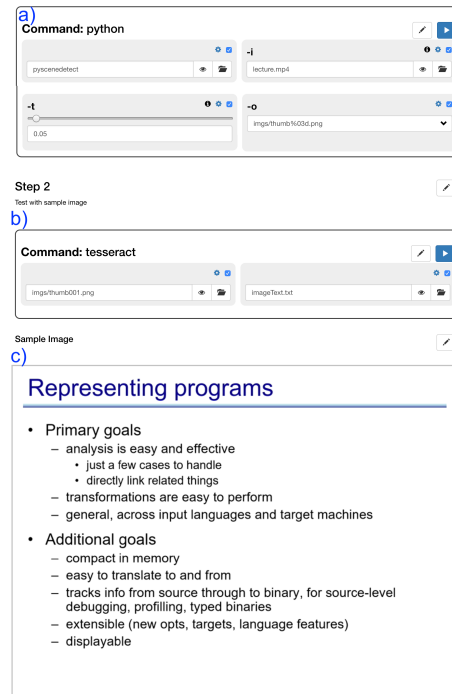 a)
Command: python
pyscenedetect
-i
lecture.mp4
-t
0.05
-o
imgs/thumb%03d.png
Step 2
Test with sample image
b)
Command: tesseract
imgs/thumb001.png
imageText.txt
Sample Image
c)
Representing programs
• Primary goals
– analysis is easy and effective
• just a few cases to handle
• directly link related things
– transformations are easy to perform
– general, across input languages and target machines
• Additional goals
– compact in memory
– easy to translate to and from
– tracks info from source through to binary, for source-level
debugging, profilling, typed binaries
– extensible (new opts, targets, language features)
– displayable